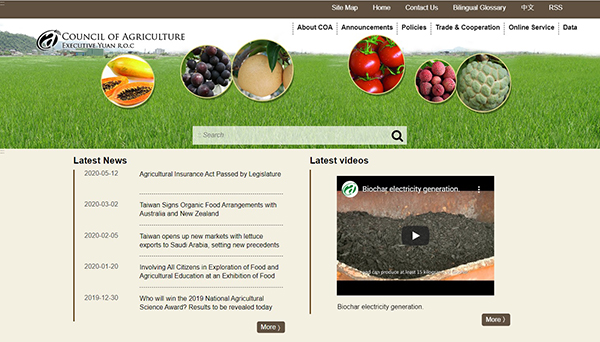 Site Map Home Contact Us Bilingual Glossary 中文 RSS
COUNCIL OF AGRICULTURE
EXECUTIVE YUAN R.O.C
About COA Announcements Policies Trade & Cooperation Online Service Data
Search
Latest News
2020-05-12 Agricultural Insurance Act Passed by Legislature
2020-03-02 Taiwan Signs Organic Food Arrangements with
Australia and New Zealand
2020-02-05 Taiwan opens up new markets with lettuce
exports to Saudi Arabia, setting new precedents
2020-01-20 Involving All Citizens in Exploration of Food and
Agricultural Education at an Exhibition of Food
2019-12-30 Who will win the 2019 National Agricultural
Science Award? Results to be revealed today
More 〉
Latest videos
Biochar electricity generation.
can produce at least 15
Biochar electricity generation.
More 〉